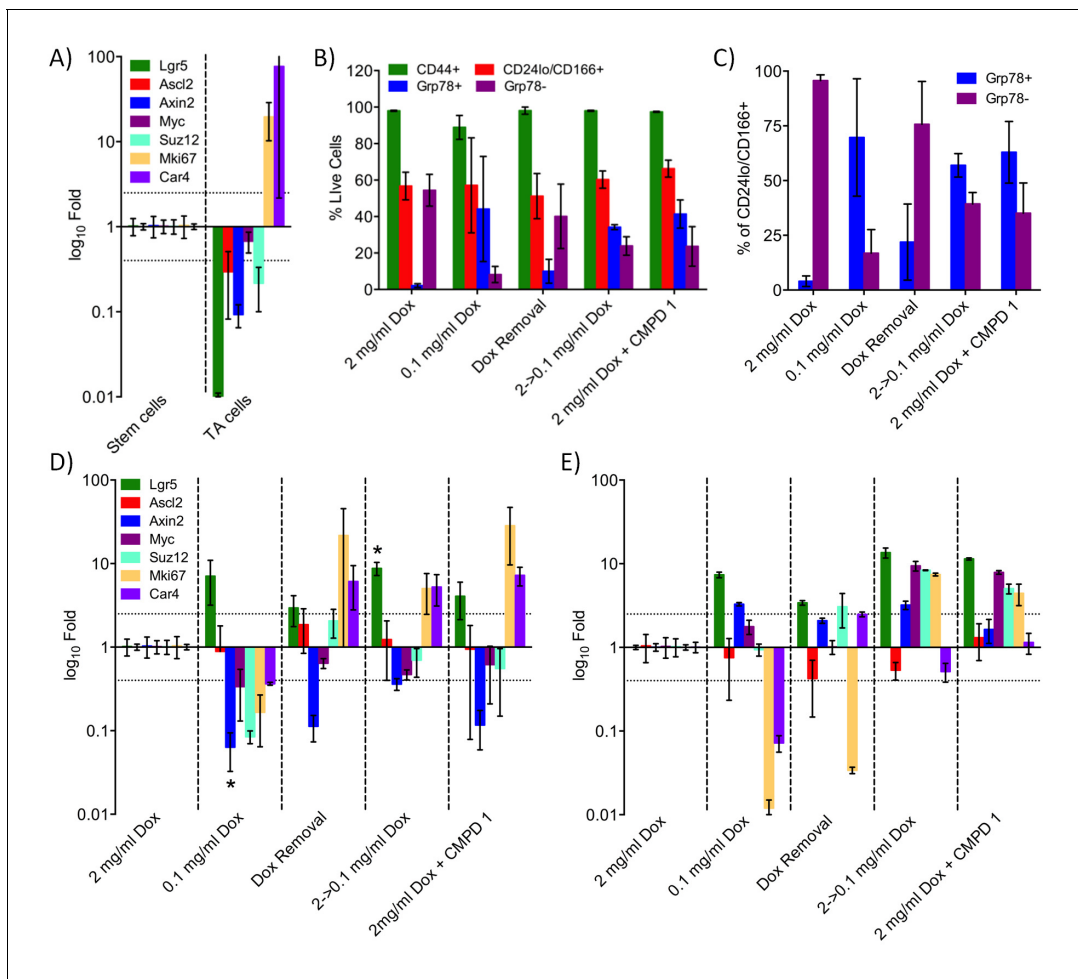 A)
100
10
1
0.1
0.01
log10 Fold
Lgr5
Ascl2
Axin2
Myc
Suz12
Mki67
Car4
Stem cells
TA cells
B)
CD44+
CD24lo/CD166+
Grp78+
Grp78-
120
100
80
60
40
20
0
% LIve Cells
2 mg/ml Dox
0.1 mg/ml Dox
Dox Removal
2->0.1 mg/ml Dox
2 mg/ml Dox + CMPD 1
C)
Grp78+
Grp78-
100
75
50
25
0
% of CD24lo/CD166+
2 mg/ml Dox
0.1 mg/ml Dox
Dox Removal
2->0.1 mg/ml Dox
2 mg/ml Dox + CMPD 1
D)
100
10
1
0.1
0.01
log10 Fold
Lgr5
Ascl2
Axin2
Myc
Suz12
Mki67
Car4
*
*
2 mg/ml Dox
0.1 mg/ml Dox
Dox Removal
2->0.1 mg/ml Dox
2mg/ml Dox + CMPD 1
E)
100
10
1
0.1
0.01
log10 Fold
2 mg/ml Dox
0.1 mg/ml Dox
Dox Removal
2->0.1 mg/ml Dox
2 mg/ml Dox + CMPD 1